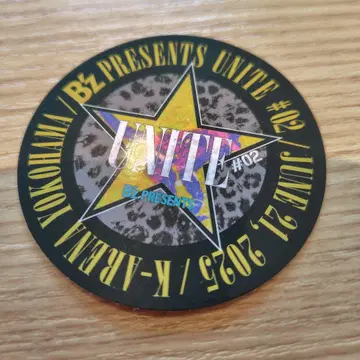 B'z PRESENTS UNITE #02 / JUNE 21, 2025 / K-ARENA YOKOHAMA /
UNITE
#02
B'z PRESENTS